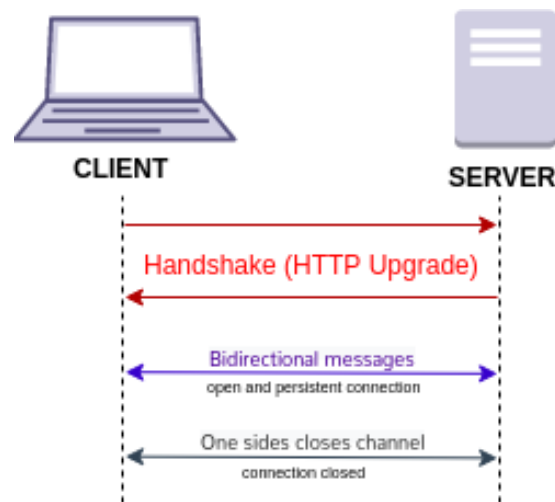 CLIENT
SERVER
Handshake (HTTP Upgrade)
Bidirectional messages
open and persistent connection
One sides closes channel
connection closed